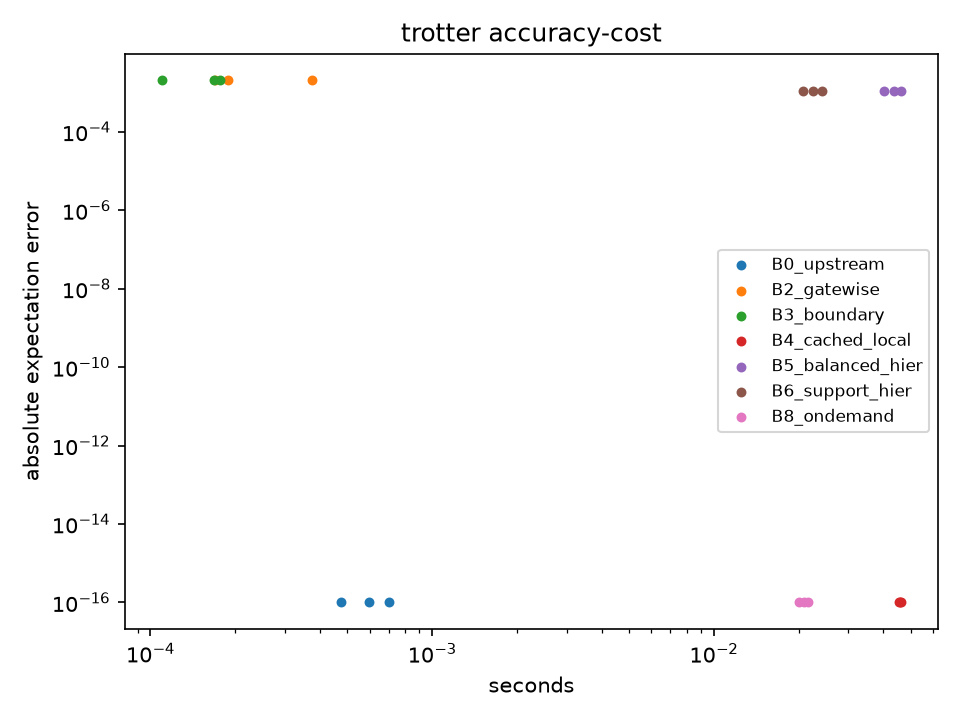 trotter accuracy-cost
absolute expectation error
10⁻⁴
10⁻⁶
10⁻⁸
10⁻¹⁰
10⁻¹²
10⁻¹⁴
10⁻¹⁶
B0_upstream
B2_gatewise
B3_boundary
B4_cached_local
B5_balanced_hier
B6_support_hier
B8_ondemand
10⁻⁴
10⁻³
10⁻²
seconds